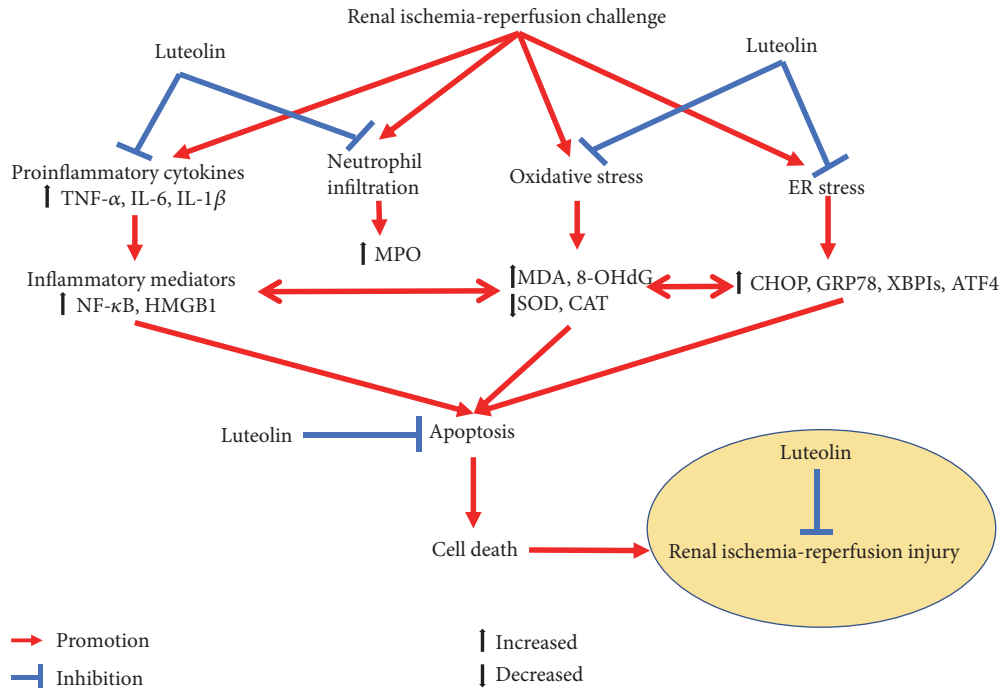 Renal ischemia-reperfusion challenge
Luteolin
Luteolin
Proinflammatory cytokines
TNF-α, IL-6, IL-1β
Neutrophil
infiltration
Oxidative stress
ER stress
MPO
Inflammatory mediators
NF-κB, HMGB1
MDA, 8-OHdG
SOD, CAT
CHOP, GRP78, XBPIs, ATF4
Luteolin
Apoptosis
Luteolin
Cell death
Renal ischemia-reperfusion injury
Promotion
Inhibition
Increased
Decreased